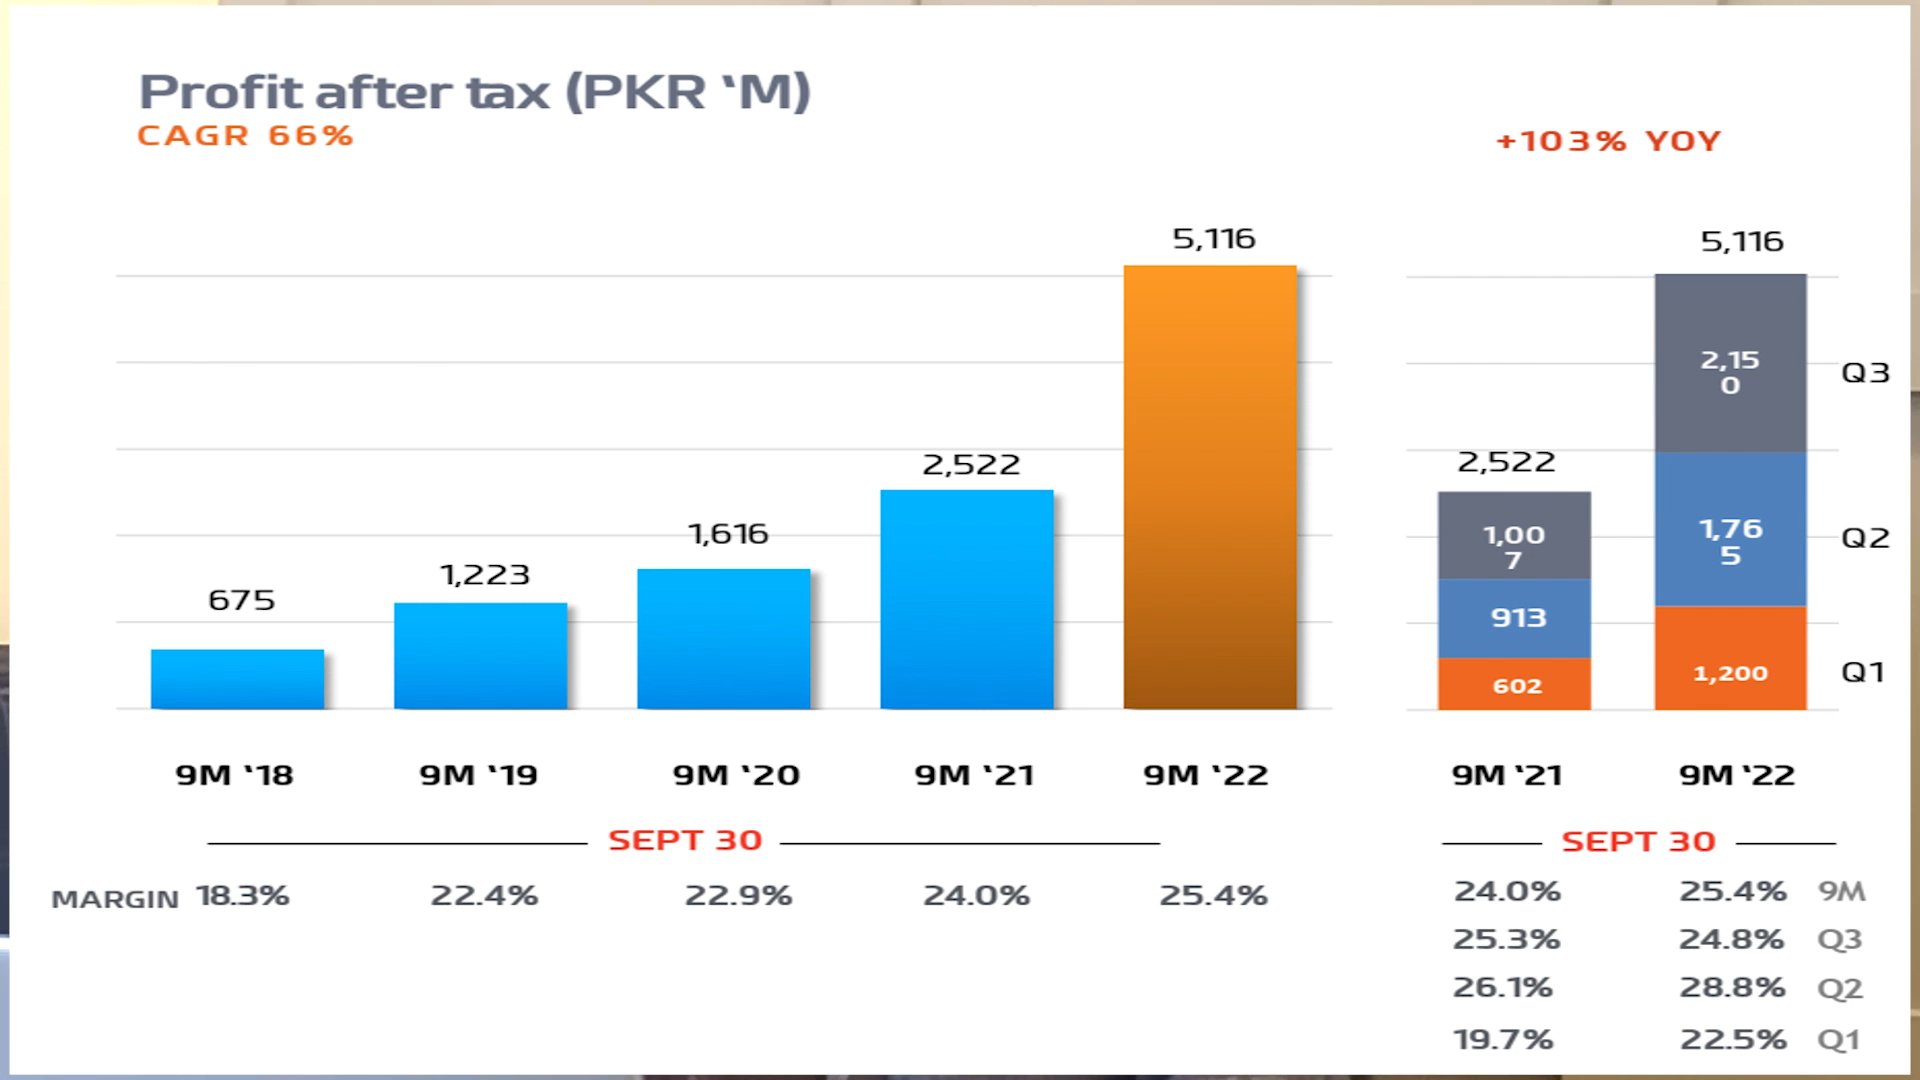 Profit after tax (PKR ‘M)
CAGR 66%
+103% YOY
5,116
2,522
1,616
1,223
675
9M ‘18 9M ‘19 9M ‘20 9M ‘21 9M ‘22
SEPT 30
MARGIN 18.3% 22.4% 22.9% 24.0% 25.4%
5,116
2,15
0
Q3
2,522
1,00
7
1,76
5
Q2
913
602
1,200
Q1
9M ‘21 9M ‘22
SEPT 30
24.0% 25.4% 9M
25.3% 24.8% Q3
26.1% 28.8% Q2
19.7% 22.5% Q1